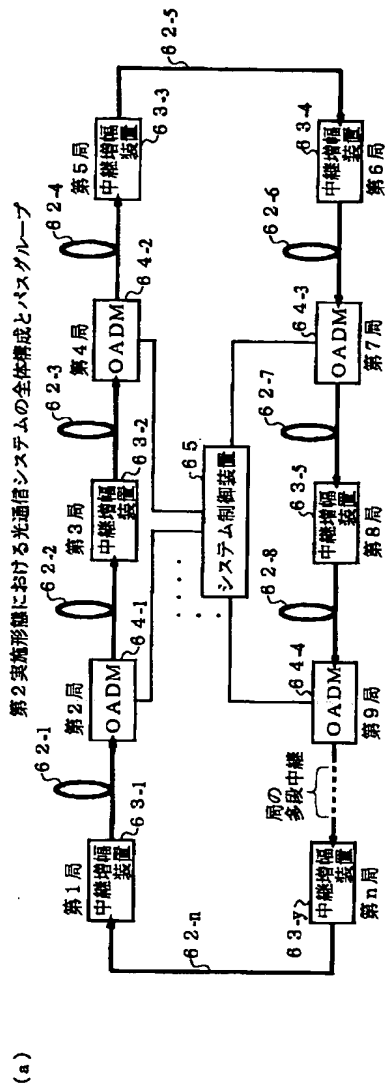 (a)
第2実施形態における光通信システムの全体構成とパスグループ
第1局
中継増幅
装置
63-1
62-1
第2局
OADM
64-1
62-2
第3局
中継増幅
装置
63-2
62-3
第4局
OADM
64-2
62-4
第5局
中継増幅
装置
63-3
62-5
システム制御装置
65
62-n
63-y
中継増幅
装置
第n局
局の
多段中継
64-4
OADM
第9局
62-8
63-5
中継増幅
装置
第8局
62-7
64-3
OADM
第7局
62-6
63-4
中継増幅
装置
第6局